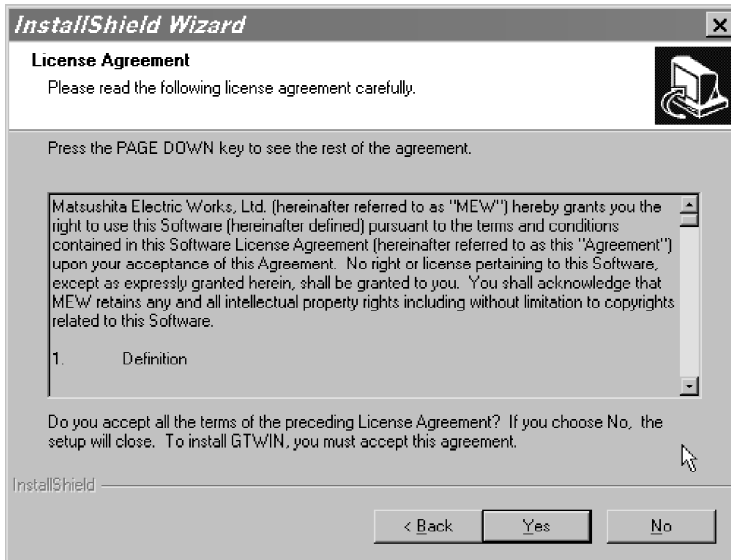 InstallShield Wizard
License Agreement
Please read the following license agreement carefully.
Press the PAGE DOWN key to see the rest of the agreement.
Matsushita Electric Works, Ltd. (hereinafter referred to as "MEW") hereby grants you the
right to use this Software (hereinafter defined) pursuant to the terms and conditions
contained in this Software License Agreement (hereinafter referred to as this "Agreement")
upon your acceptance of this Agreement.  No right or license pertaining to this Software,
except as expressly granted herein, shall be granted to you.  You shall acknowledge that
MEW retains any and all intellectual property rights including without limitation to copyrights
related to this Software.
1. Definition
Do you accept all the terms of the preceding License Agreement?  If you choose No,  the
setup will close.  To install GTWIN, you must accept this agreement.
InstallShield
< Back Yes No